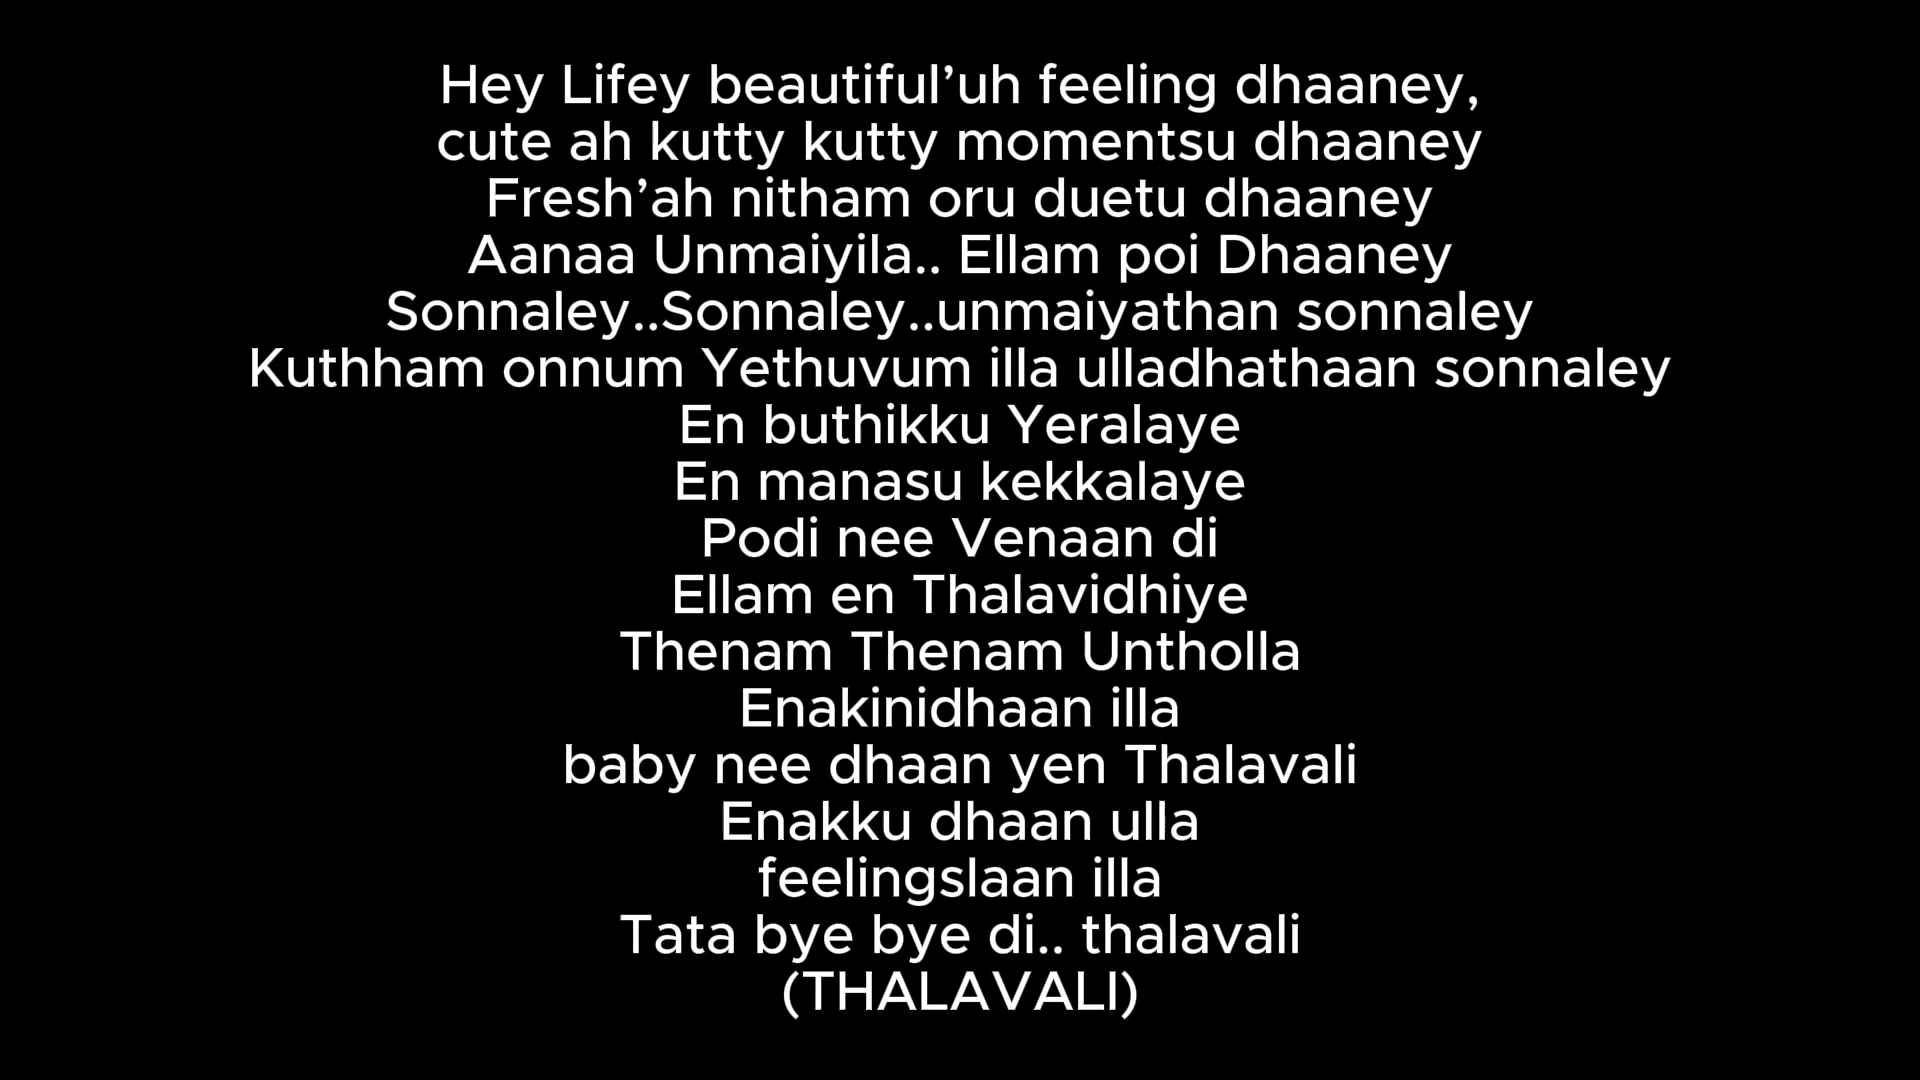 Hey Lifey beautiful’uh feeling dhaaney,
cute ah kutty kutty momentsu dhaaney
Fresh’ah nitham oru duetu dhaaney
Aanaa Unmaiyila.. Ellam poi Dhaaney
Sonnaley..Sonnaley..unmaiyathan sonnaley
Kuthham onnum Yethuvum illa ulladhathaan sonnaley
En buthikku Yeralaye
En manasu kekkalaye
Podi nee Venaan di
Ellam en Thalavidhiye
Thenam Thenam Untholla
Enakinidhaan illa
baby nee dhaan yen Thalavali
Enakku dhaan ulla
feelingslaan illa
Tata bye bye di.. thalavali
(THALAVALI)